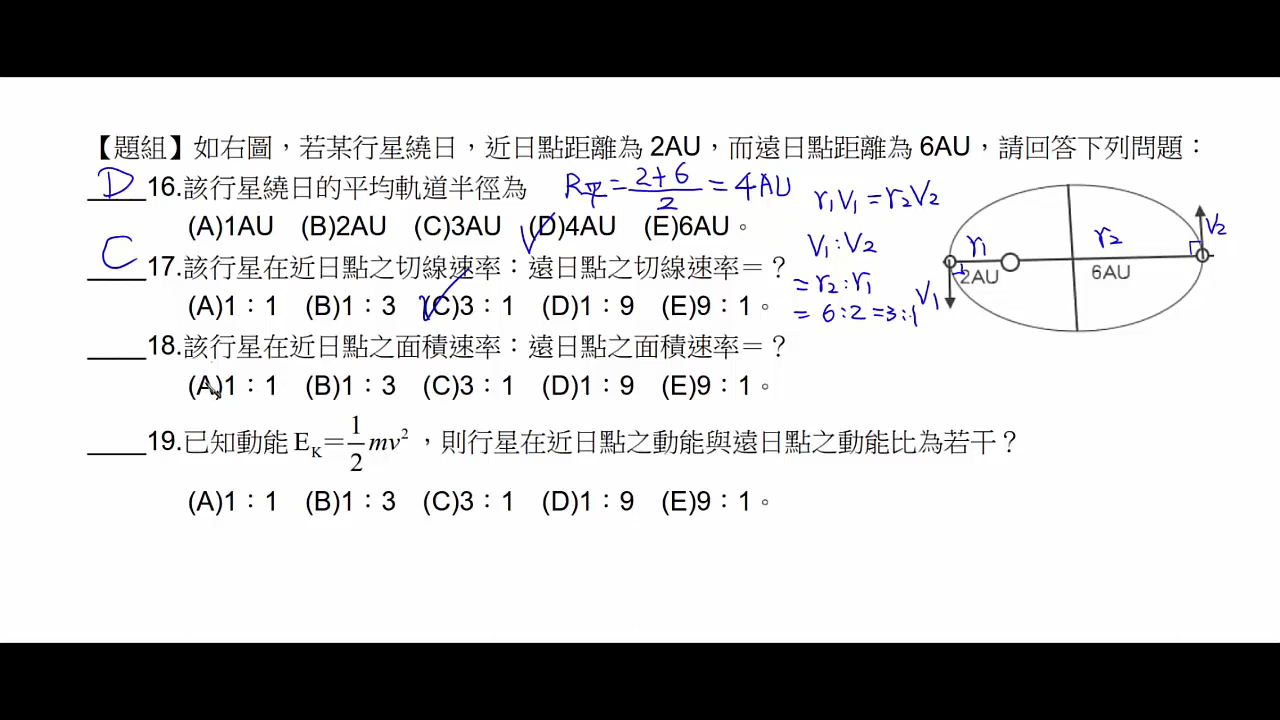 【題組】如右圖，若某行星繞日，近日點距離為 2AU，而遠日點距離為 6AU，請回答下列問題：
D 16.該行星繞日的平均軌道半徑為 R平=(2+6)/2=4AU
(A)1AU (B)2AU (C)3AU (D)4AU (E)6AU。
C 17.該行星在近日點之切線速率：遠日點之切線速率＝？
(A)1：1 (B)1：3 (C)3：1 (D)1：9 (E)9：1。
18.該行星在近日點之面積速率：遠日點之面積速率＝？
(A)1：1 (B)1：3 (C)3：1 (D)1：9 (E)9：1。
19.已知動能 E_K=1/2 mv²，則行星在近日點之動能與遠日點之動能比為若干？
(A)1：1 (B)1：3 (C)3：1 (D)1：9 (E)9：1。
r₁V₁=r₂V₂
V₁:V₂
=r₂:r₁
=6:2=3:1
r₁
r₂
V₂
2AU
6AU
V₁